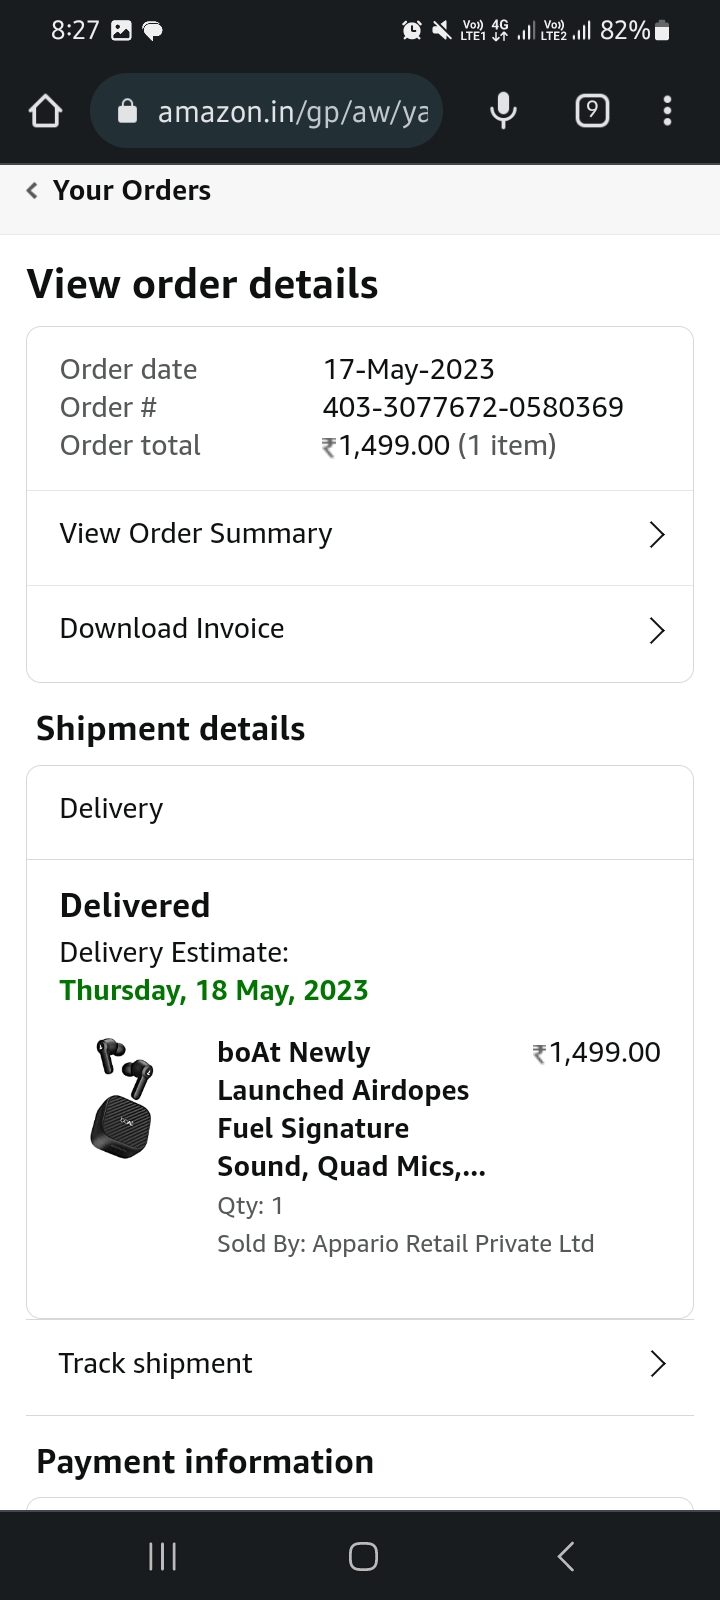 8:27
Vo)) LTE1 4G Vo)) LTE2 82%
amazon.in/gp/aw/ya
9
Your Orders
View order details
Order date 17-May-2023
Order # 403-3077672-0580369
Order total ₹1,499.00 (1 item)
View Order Summary
Download Invoice
Shipment details
Delivery
Delivered
Delivery Estimate:
Thursday, 18 May, 2023
boAt Newly ₹1,499.00
Launched Airdopes
Fuel Signature
Sound, Quad Mics,...
Qty: 1
Sold By: Appario Retail Private Ltd
Track shipment
Payment information